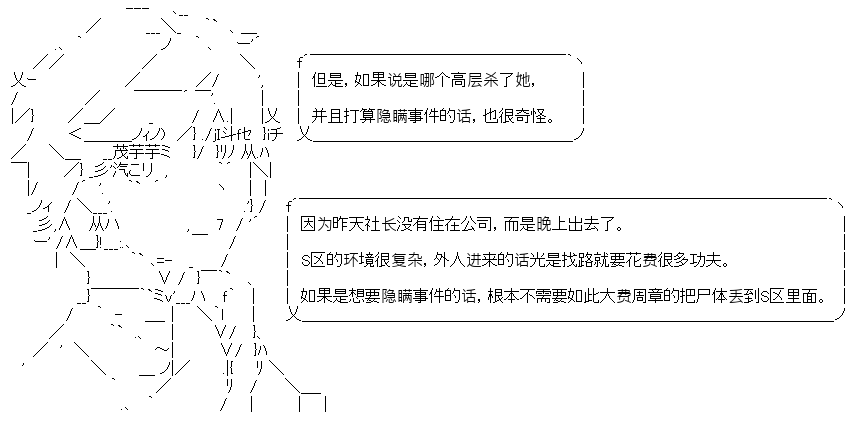 但是，如果说是哪个高层杀了她，
并且打算隐瞒事件的话，也很奇怪。
因为昨天社长没有住在公司，而是晚上出去了。
S区的环境很复杂，外人进来的话光是找路就要花费很多功夫。
如果是想要隐瞒事件的话，根本不需要如此大费周章的把尸体丢到S区里面。